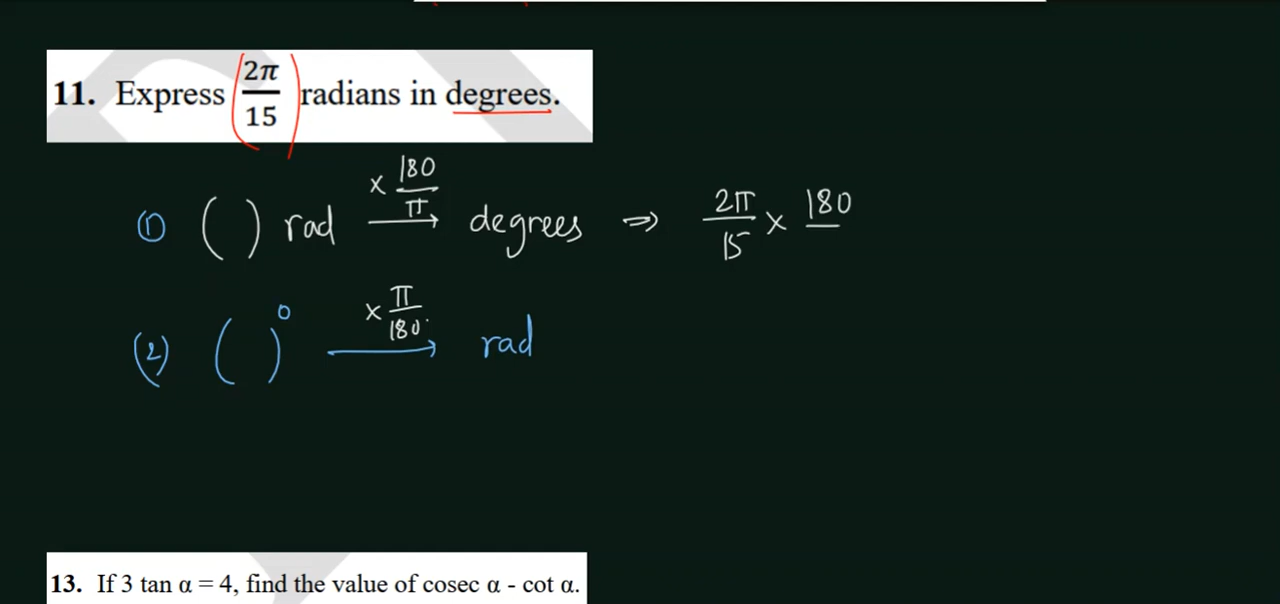 11. Express (2π/15) radians in degrees.
① ( ) rad × 180/π → degrees ⇒ 2π/15 × 180
(2) ( )° × π/180. → rad
13. If 3 tan α = 4, find the value of cosec α - cot α.